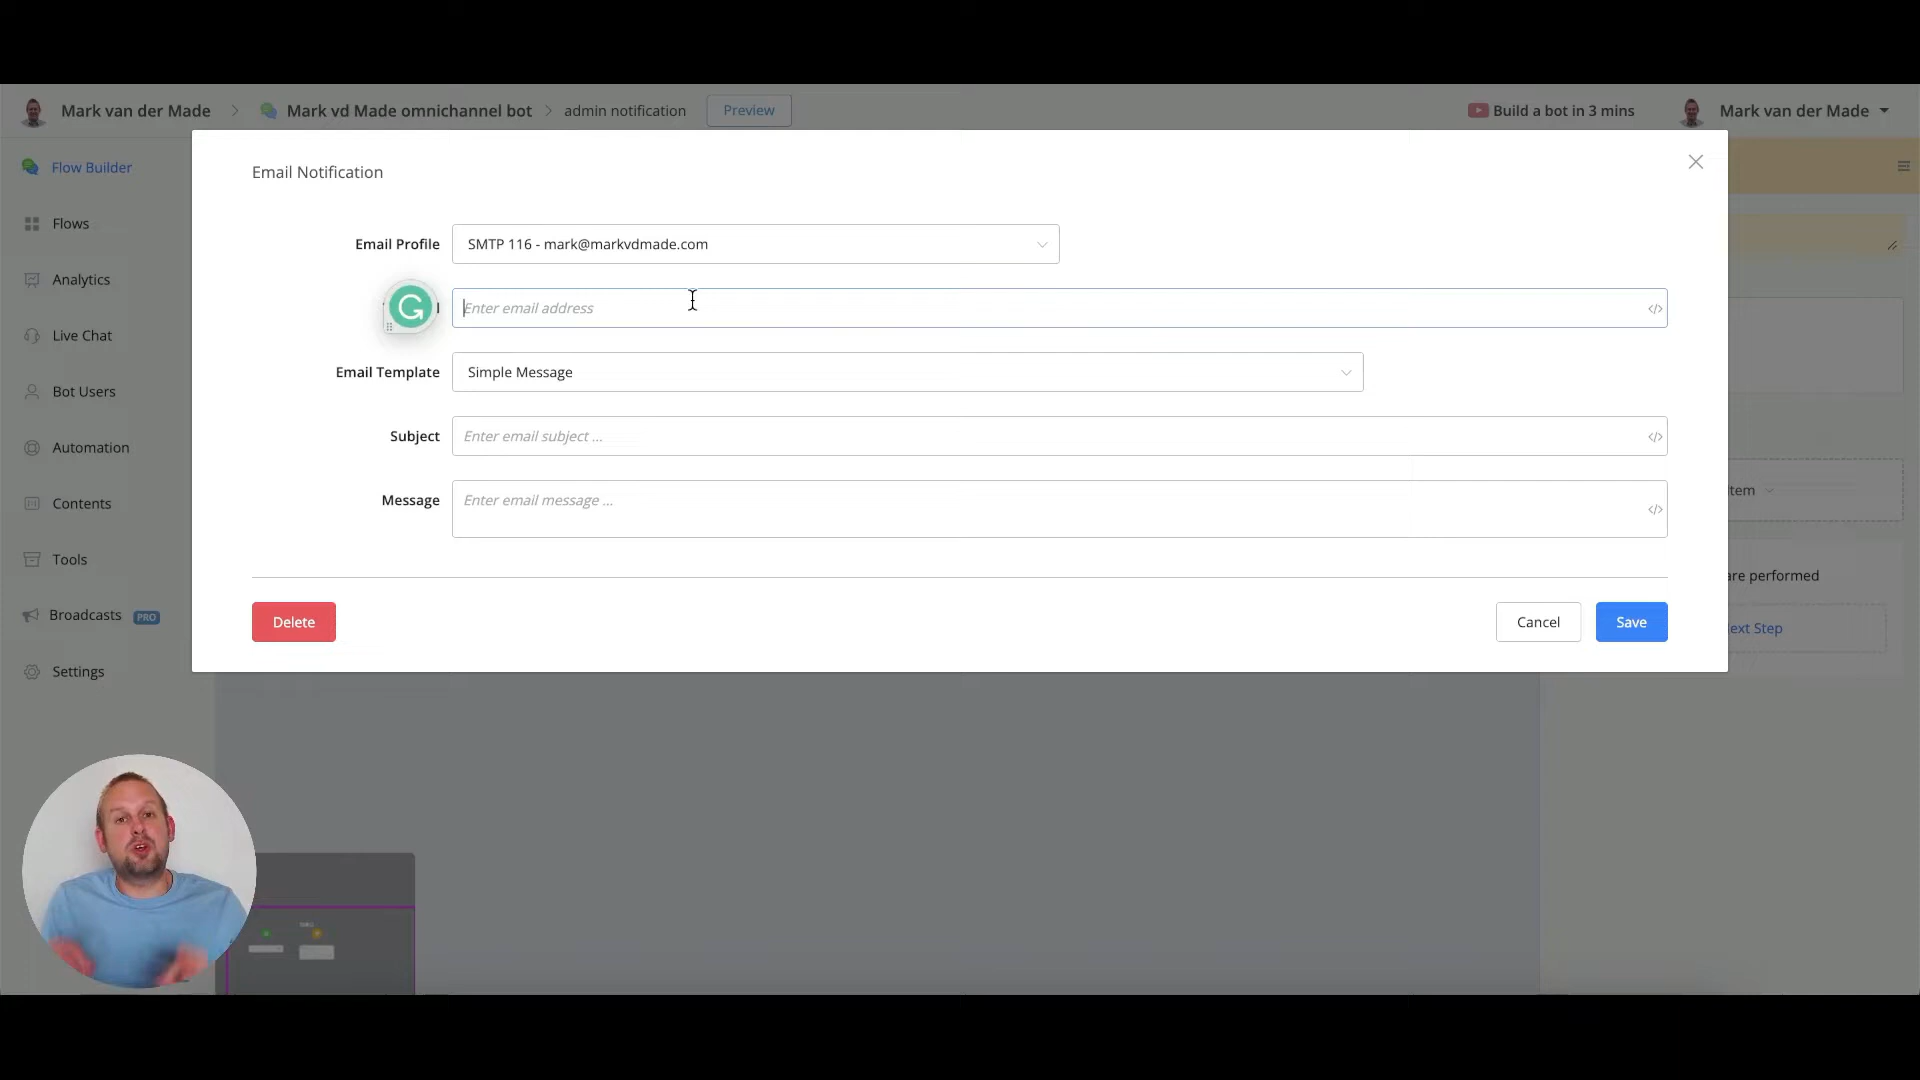 Mark van der Made > Mark vd Made omnichannel bot > admin notification Preview Build a bot in 3 mins Mark van der Made
Flow Builder
Flows
Analytics
Live Chat
Bot Users
Automation
Contents
Tools
Broadcasts PRO
Settings
Email Notification
Email Profile SMTP 116 - mark@markvdmade.com
Enter email address </>
Email Template Simple Message
Subject Enter email subject ... </>
Message Enter email message ... </>
Delete Cancel Save
are performed